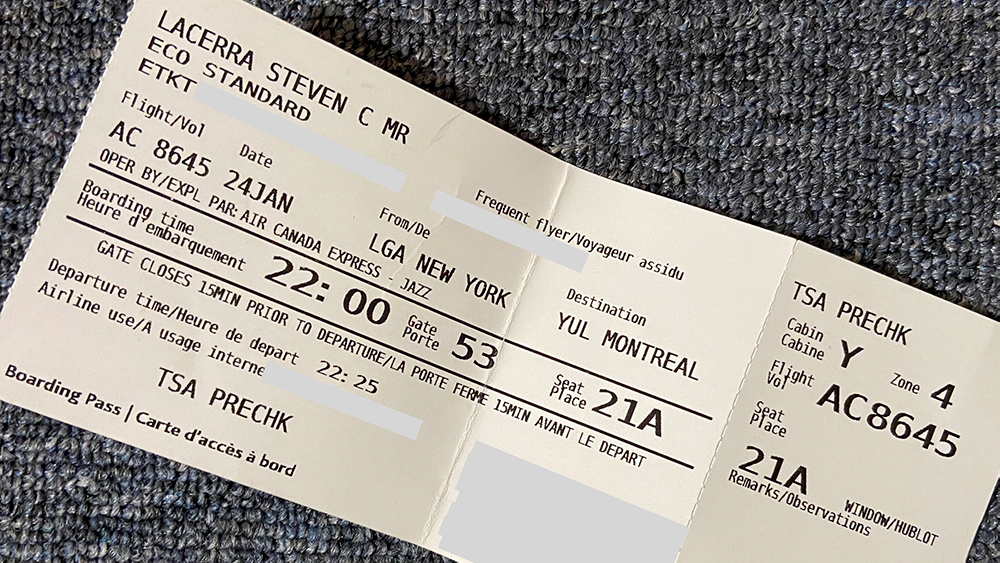 LACERRA STEVEN C MR
ECO STANDARD
ETKT
Flight/Vol
Date
AC 8645 24JAN
OPER BY/EXPL PAR: AIR CANADA EXPRESS - JAZZ
From/De
LGA NEW YORK
Frequent flyer/Voyageur assidu
Destination
YUL MONTREAL
Boarding time
Heure d'embarquement
22: 00
Gate
Porte
53
Seat
Place
21A
GATE CLOSES 15MIN PRIOR TO DEPARTURE/LA PORTE FERME 15MIN AVANT LE DEPART
Departure time/Heure de depart 22: 25
Airline use/A usage interne
TSA PRECHK
Boarding Pass | Carte d'accès à bord
TSA PRECHK
Cabin
Cabine
Y
Zone 4
Flight
Vol
AC8645
Seat
Place
21A
WINDOW/HUBLOT
Remarks/Observations